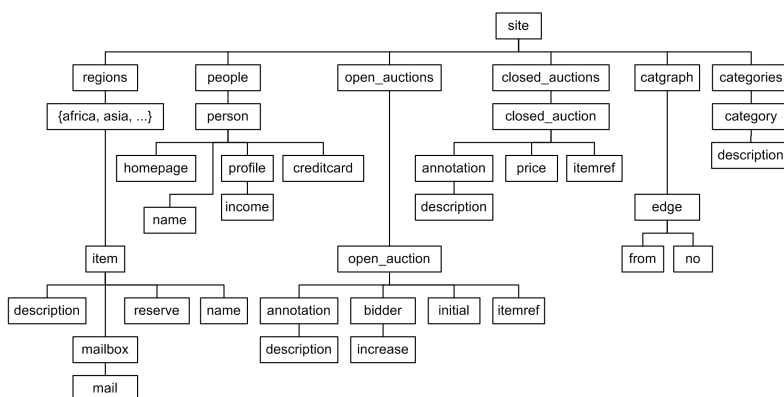 site
regions people open_auctions closed_auctions catgraph categories
{africa, asia, ...} person closed_auction category
homepage profile creditcard annotation price itemref description
name income description edge
item open_auction from no
description reserve name annotation bidder initial itemref
mailbox description increase
mail